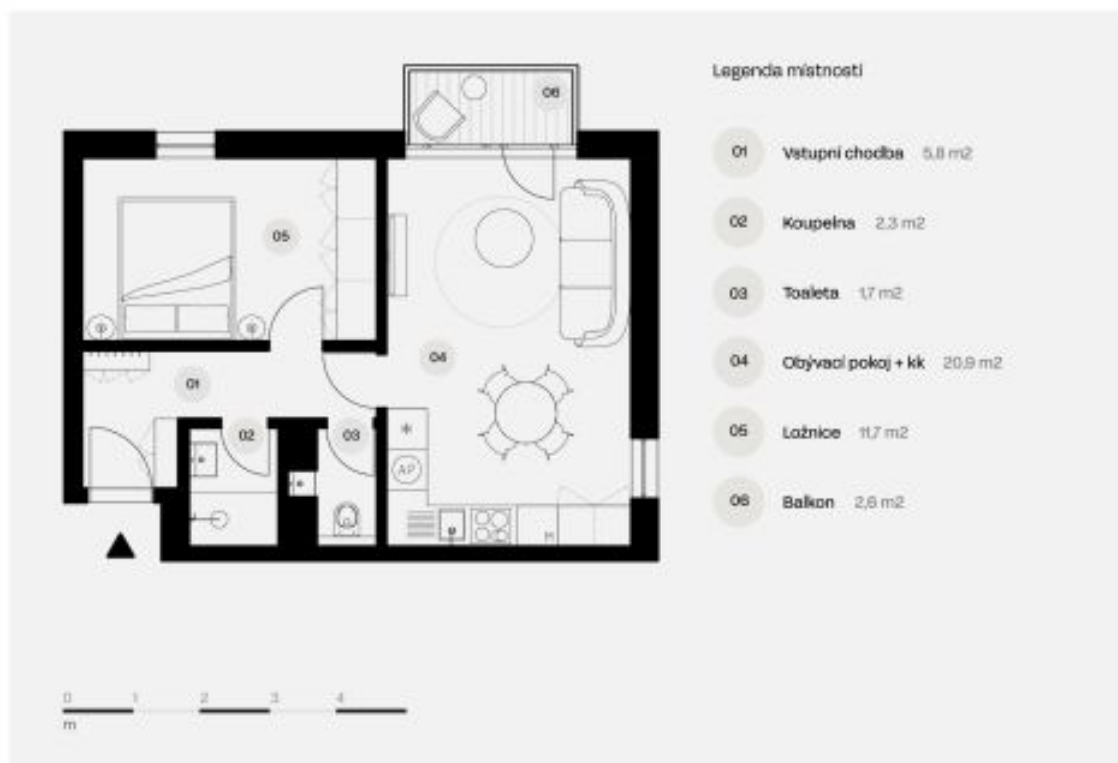 Legenda místností
01 Vstupní chodba 5,8 m2
02 Koupelna 2,3 m2
03 Toaleta 1,7 m2
04 Obývací pokoj + kk 20,9 m2
05 Ložnice 11,7 m2
06 Balkon 2,6 m2
06
05
04
01
02
03
*
AP
M
0 1 2 3 4
m